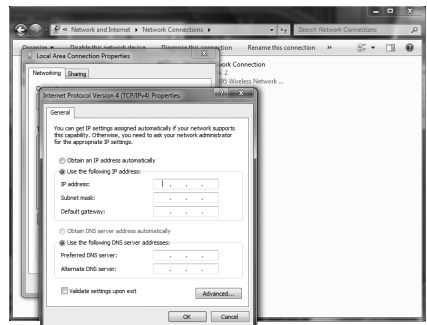 « Network and Internet ▸ Network Connections ▸
Search Network Connections
Organize ▾ Disable this network device Diagnose this connection Rename this connection »
Local Area Connection Properties
Networking Sharing
Internet Protocol Version 4 (TCP/IPv4) Properties
General
You can get IP settings assigned automatically if your network supports
this capability. Otherwise, you need to ask your network administrator
for the appropriate IP settings.
Obtain an IP address automatically
Use the following IP address:
IP address:
Subnet mask:
Default gateway:
Obtain DNS server address automatically
Use the following DNS server addresses:
Preferred DNS server:
Alternate DNS server:
Validate settings upon exit
Advanced...
OK Cancel
Connection
2
Wireless Network ...